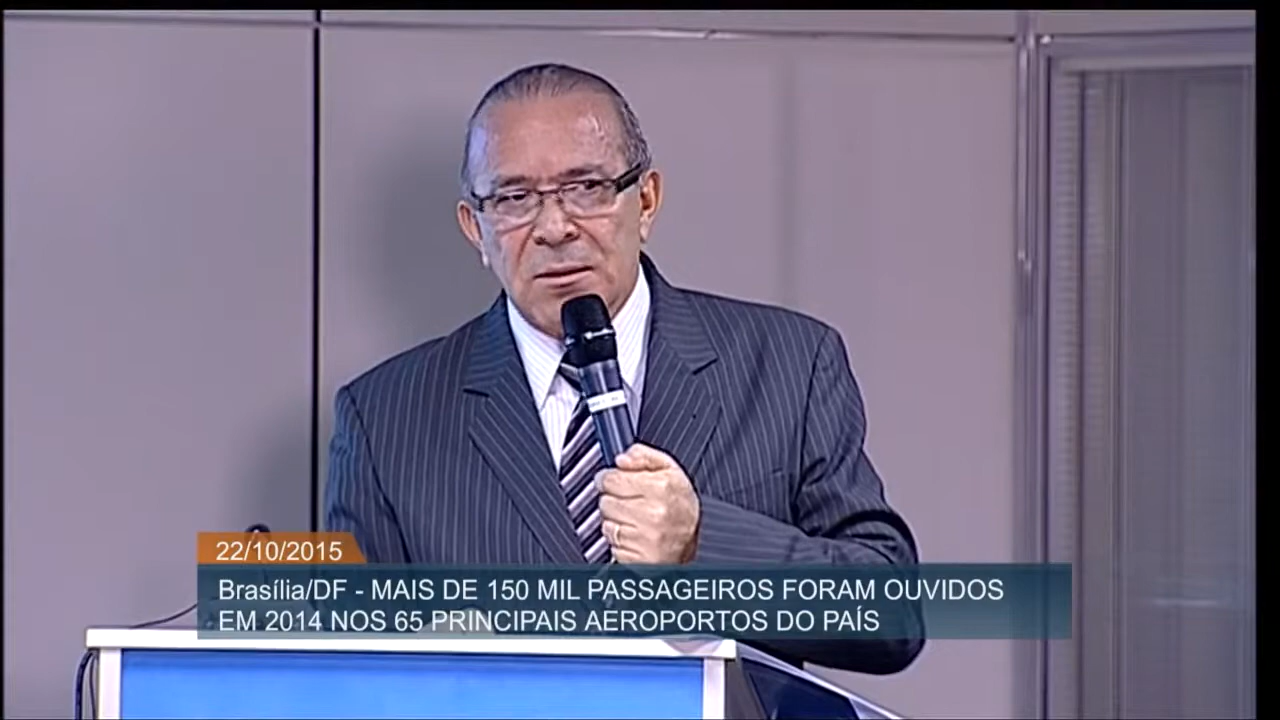 22/10/2015
Brasília/DF - MAIS DE 150 MIL PASSAGEIROS FORAM OUVIDOS
EM 2014 NOS 65 PRINCIPAIS AEROPORTOS DO PAÍS